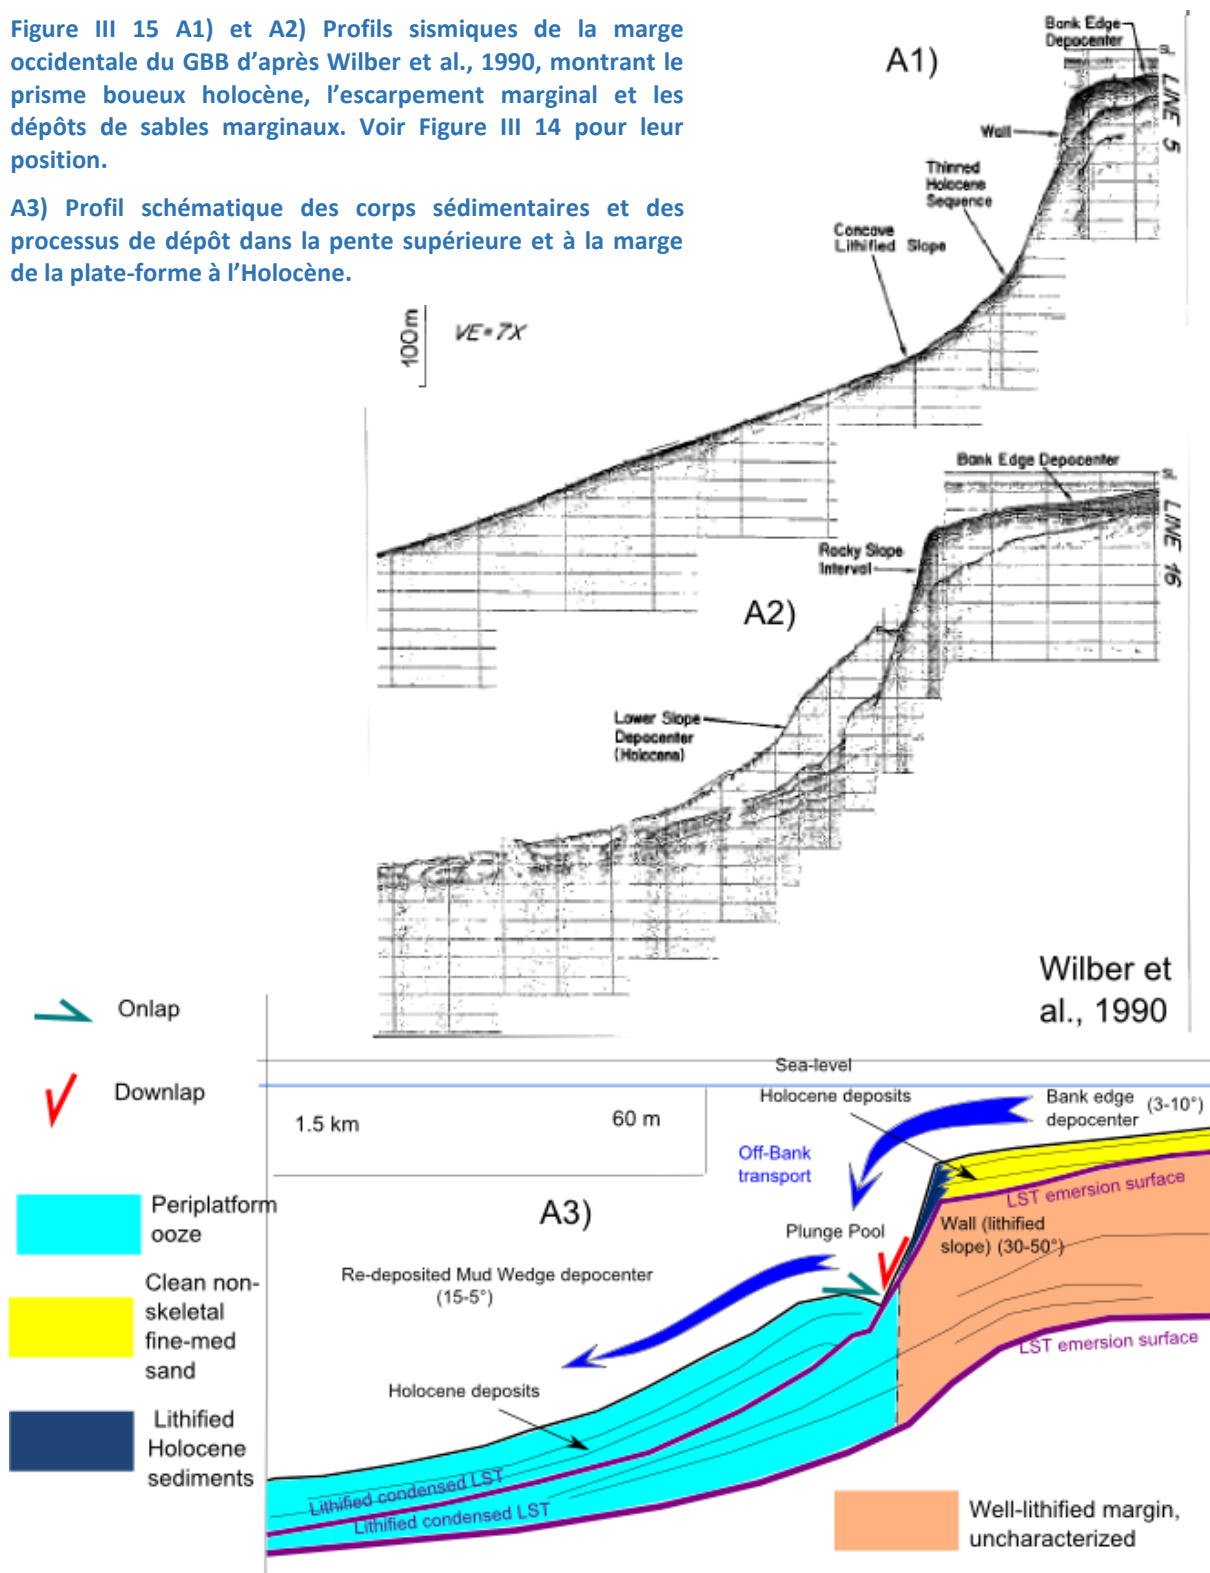 Figure III 15 A1) et A2) Profils sismiques de la marge
occidentale du GBB d’après Wilber et al., 1990, montrant le
prisme boueux holocène, l’escarpement marginal et les
dépôts de sables marginaux. Voir Figure III 14 pour leur
position.
A3) Profil schématique des corps sédimentaires et des
processus de dépôt dans la pente supérieure et à la marge
de la plate-forme à l’Holocène.
A1)
Bank Edge
Depocenter
SL
LINE 5
Wall
Thinned
Holocene
Sequence
Concave
Lithified Slope
100m
VE=7X
Bank Edge Depocenter
SL
LINE 16
Rocky Slope
Interval
A2)
Lower Slope
Depocenter
(Holocene)
Wilber et
al., 1990
Onlap
Downlap
Periplatform
ooze
Clean non-
skeletal
fine-med
sand
Lithified
Holocene
sediments
Sea-level
1.5 km
60 m
Holocene deposits
Bank edge
depocenter
(3-10°)
Off-Bank
transport
A3)
LST emersion surface
Plunge Pool
Wall (lithified
slope) (30-50°)
Re-deposited Mud Wedge depocenter
(15-5°)
LST emersion surface
Holocene deposits
Lithified condensed LST
Lithified condensed LST
Well-lithified margin,
uncharacterized